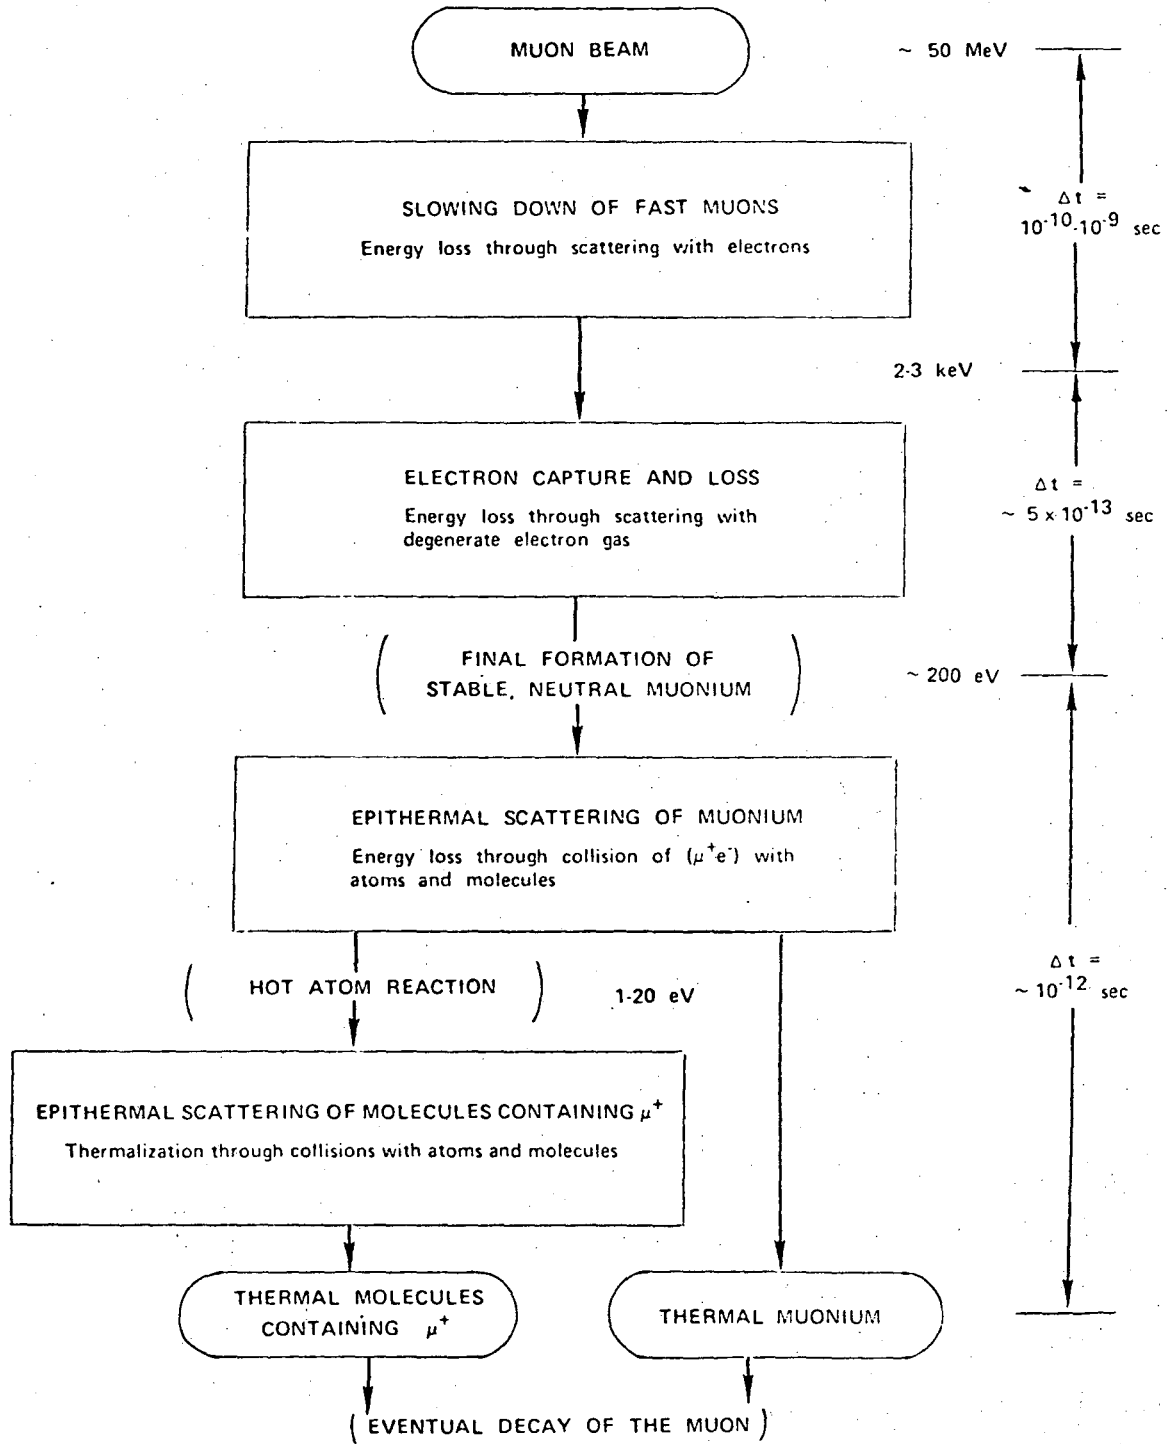 MUON BEAM
~ 50 MeV
SLOWING DOWN OF FAST MUONS
Energy loss through scattering with electrons
Δt =
10⁻¹⁰-10⁻⁹ sec
2-3 keV
ELECTRON CAPTURE AND LOSS
Energy loss through scattering with
degenerate electron gas
Δt =
~ 5 x 10⁻¹³ sec
( FINAL FORMATION OF
STABLE, NEUTRAL MUONIUM )
~ 200 eV
EPITHERMAL SCATTERING OF MUONIUM
Energy loss through collision of (μ⁺e⁻) with
atoms and molecules
( HOT ATOM REACTION )
1-20 eV
Δt =
~ 10⁻¹² sec
EPITHERMAL SCATTERING OF MOLECULES CONTAINING μ⁺
Thermalization through collisions with atoms and molecules
THERMAL MOLECULES
CONTAINING μ⁺
THERMAL MUONIUM
( EVENTUAL DECAY OF THE MUON )